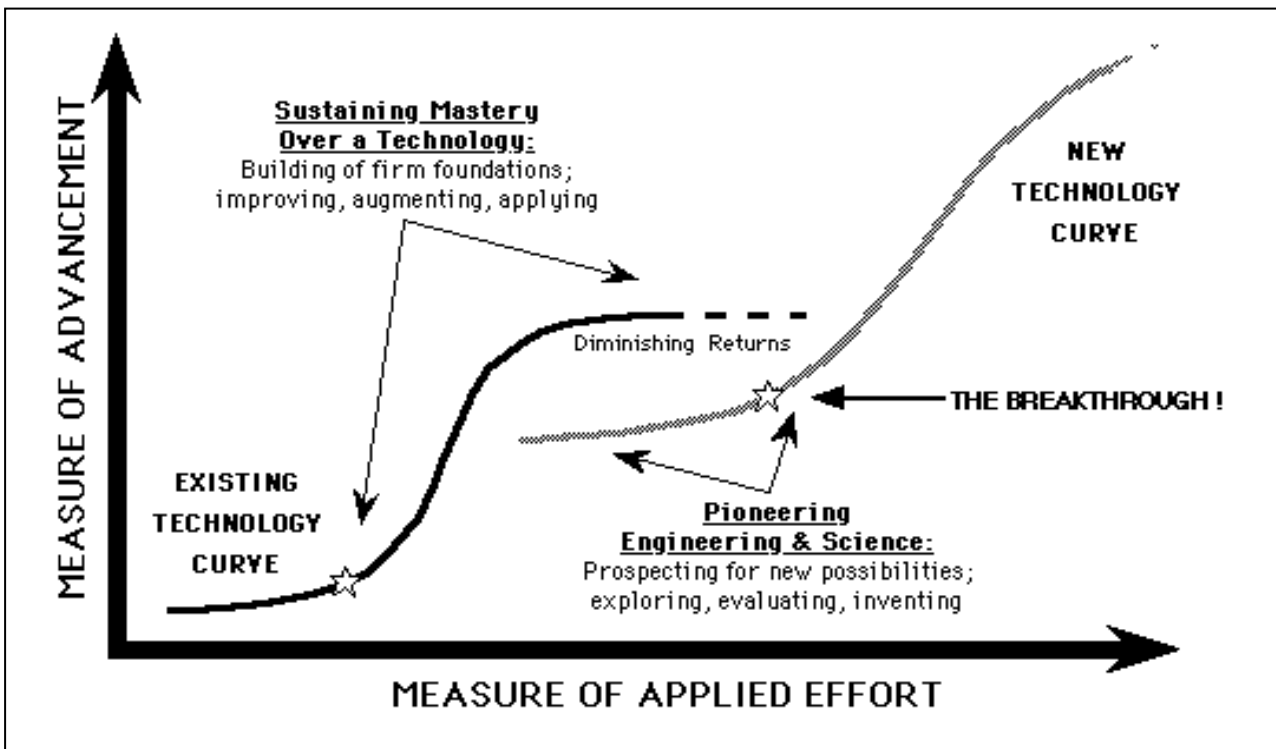 MEASURE OF ADVANCEMENT
Sustaining Mastery
Over a Technology:
Building of firm foundations;
improving, augmenting, applying
NEW
TECHNOLOGY
CURVE
Diminishing Returns
THE BREAKTHROUGH !
EXISTING
TECHNOLOGY
CURVE
Pioneering
Engineering & Science:
Prospecting for new possibilities;
exploring, evaluating, inventing
MEASURE OF APPLIED EFFORT